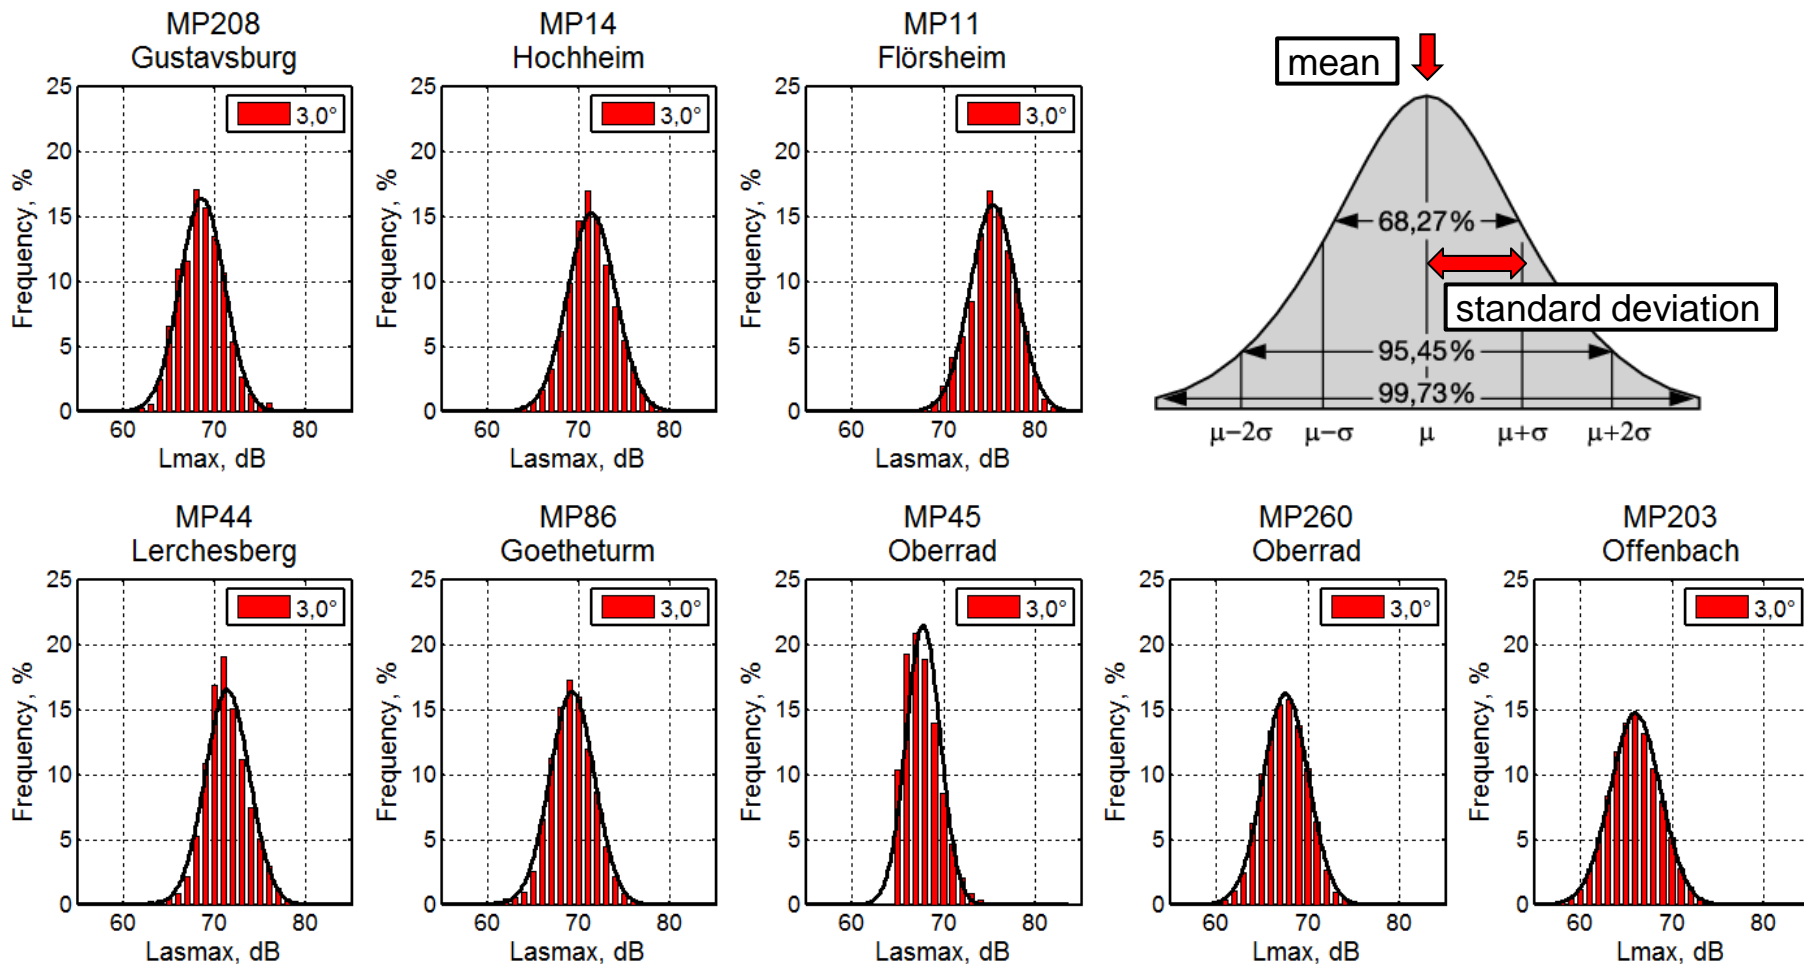 MP208
Gustavsburg
25
20
15
10
5
0
Frequency, %
3,0°
60 70 80
Lmax, dB
MP14
Hochheim
25
20
15
10
5
0
Frequency, %
3,0°
60 70 80
Lasmax, dB
MP11
Flörsheim
25
20
15
10
5
0
Frequency, %
3,0°
60 70 80
Lasmax, dB
mean
68,27%
standard deviation
95,45%
99,73%
μ−2σ μ−σ μ μ+σ μ+2σ
MP44
Lerchesberg
25
20
15
10
5
0
Frequency, %
3,0°
60 70 80
Lasmax, dB
MP86
Goetheturm
25
20
15
10
5
0
Frequency, %
3,0°
60 70 80
Lasmax, dB
MP45
Oberrad
25
20
15
10
5
0
Frequency, %
3,0°
60 70 80
Lasmax, dB
MP260
Oberrad
25
20
15
10
5
0
Frequency, %
3,0°
60 70 80
Lmax, dB
MP203
Offenbach
25
20
15
10
5
0
Frequency, %
3,0°
60 70 80
Lmax, dB